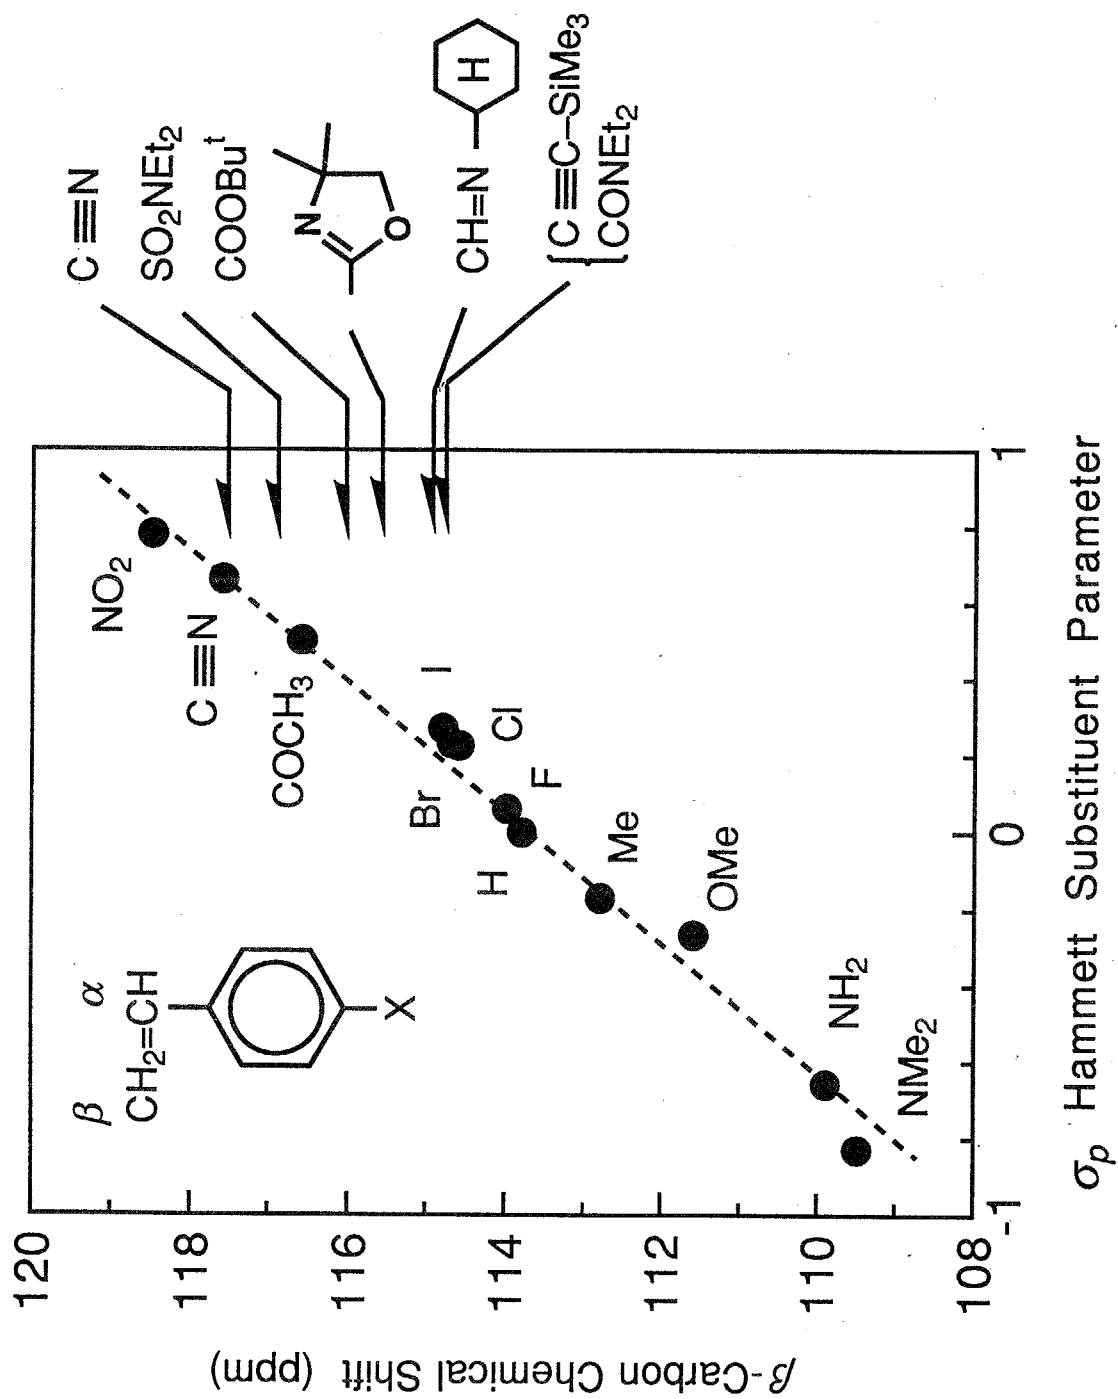 β-Carbon Chemical Shift (ppm)
120
118
116
114
112
110
108
-1
0
1
σp Hammett Substituent Parameter
β α
CH2=CH
X
NO2
C≡N
COCH3
I
Br
Cl
F
H
Me
OMe
NH2
NMe2
C≡N
SO2NEt2
COOBu^t
N
O
CH=N
H
C≡C–SiMe3
CONEt2